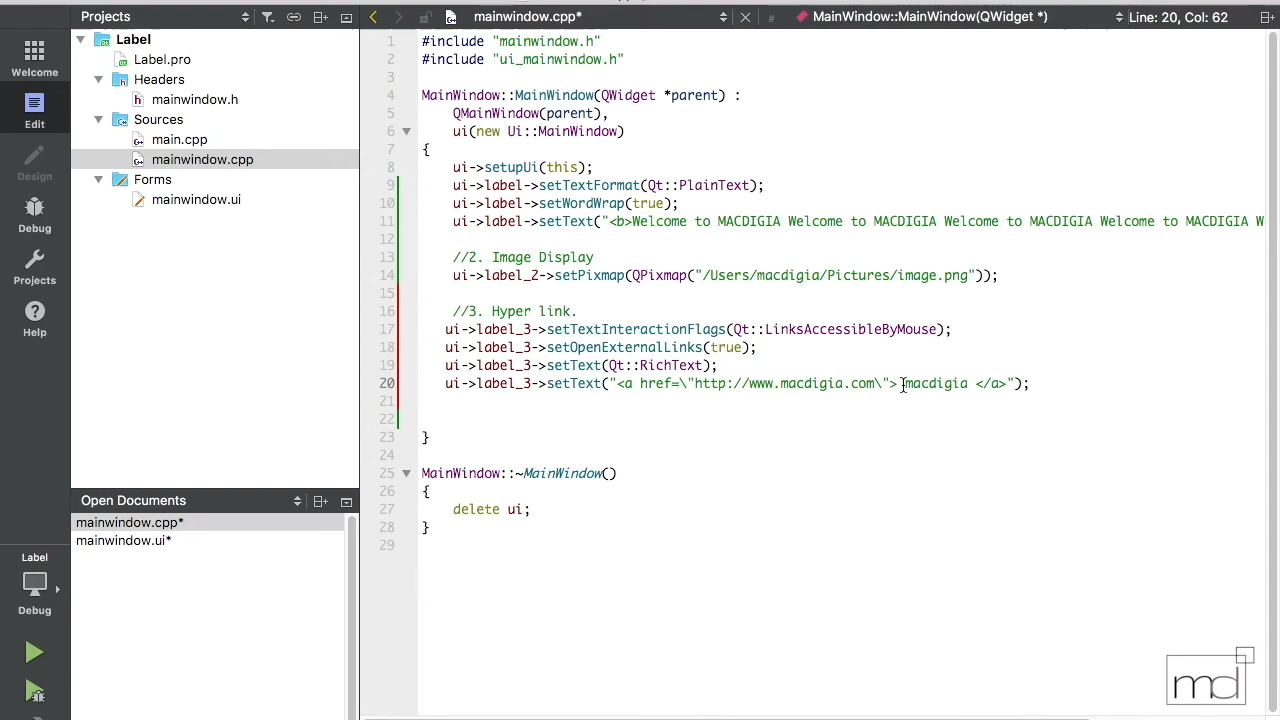 Projects
mainwindow.cpp*
#
MainWindow::MainWindow(QWidget *)
Line: 20, Col: 62
Welcome
Edit
Design
Debug
Projects
Help
Label
Debug
Label
Label.pro
Headers
mainwindow.h
Sources
main.cpp
mainwindow.cpp
Forms
mainwindow.ui
Open Documents
mainwindow.cpp*
mainwindow.ui*
1 #include "mainwindow.h"
2 #include "ui_mainwindow.h"
3
4 MainWindow::MainWindow(QWidget *parent) :
5 QMainWindow(parent),
6 ui(new Ui::MainWindow)
7 {
8 ui->setupUi(this);
9 ui->label->setTextFormat(Qt::PlainText);
10 ui->label->setWordWrap(true);
11 ui->label->setText("<b>Welcome to MACDIGIA Welcome to MACDIGIA Welcome to MACDIGIA Welcome to MACDIGIA W
12
13 //2. Image Display
14 ui->label_2->setPixmap(QPixmap("/Users/macdigia/Pictures/image.png"));
15
16 //3. Hyper link.
17 ui->label_3->setTextInteractionFlags(Qt::LinksAccessibleByMouse);
18 ui->label_3->setOpenExternalLinks(true);
19 ui->label_3->setText(Qt::RichText);
20 ui->label_3->setText("<a href=\"http://www.macdigia.com\"> macdigia </a>");
21
22
23 }
24
25 MainWindow::~MainWindow()
26 {
27 delete ui;
28 }
29
md